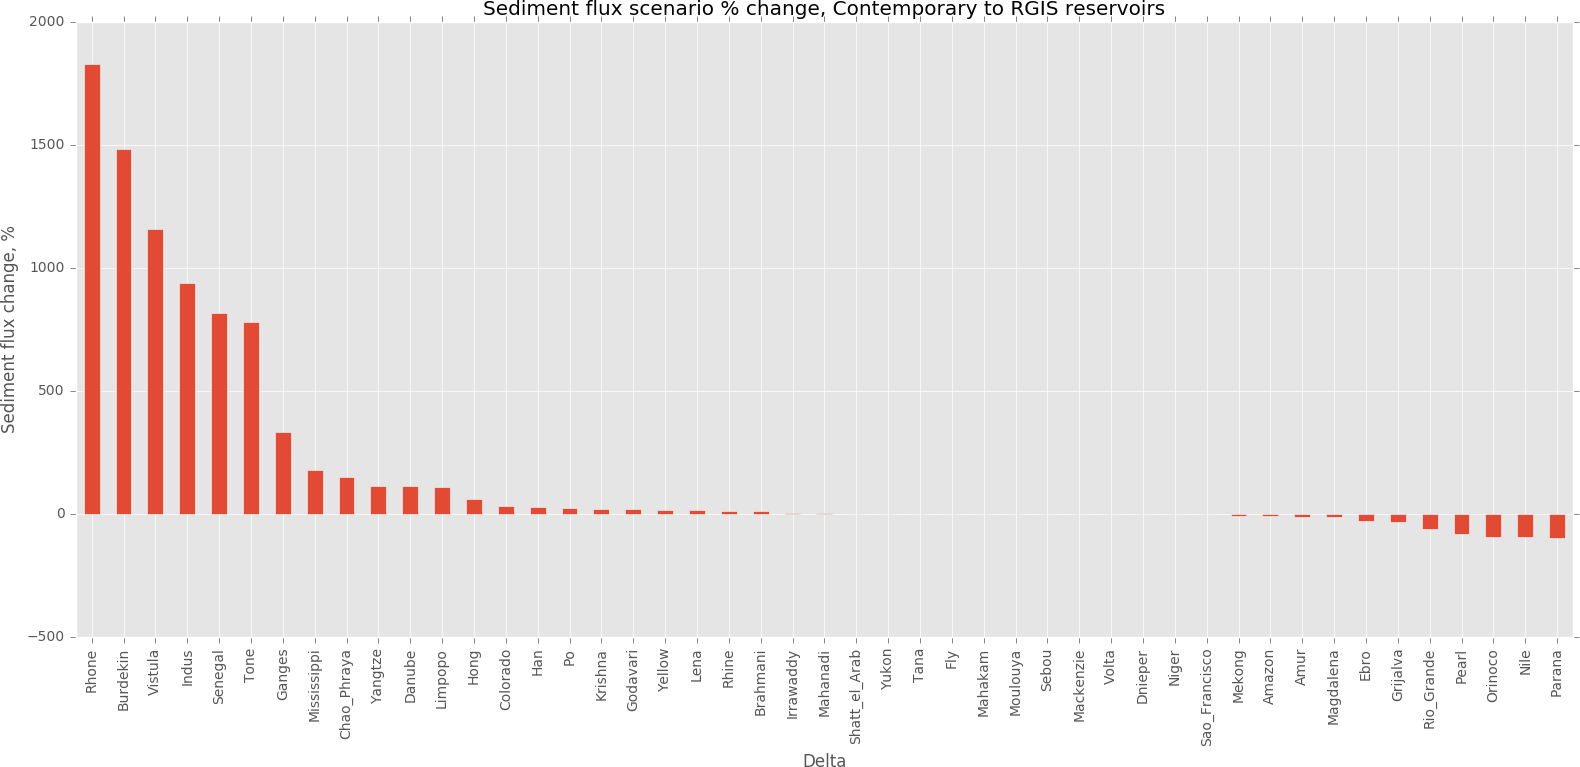 Sediment flux scenario % change, Contemporary to RGIS reservoirs
2000
1500
1000
500
0
−500
Sediment flux change, %
Rhone
Burdekin
Vistula
Indus
Senegal
Tone
Ganges
Mississippi
Chao_Phraya
Yangtze
Danube
Limpopo
Hong
Colorado
Han
Po
Krishna
Godavari
Yellow
Lena
Rhine
Brahmani
Irrawaddy
Mahanadi
Shatt_el_Arab
Yukon
Tana
Fly
Mahakam
Moulouya
Sebou
Mackenzie
Volta
Dnieper
Niger
Sao_Francisco
Mekong
Amazon
Amur
Magdalena
Ebro
Grijalva
Rio_Grande
Pearl
Orinoco
Nile
Parana
Delta